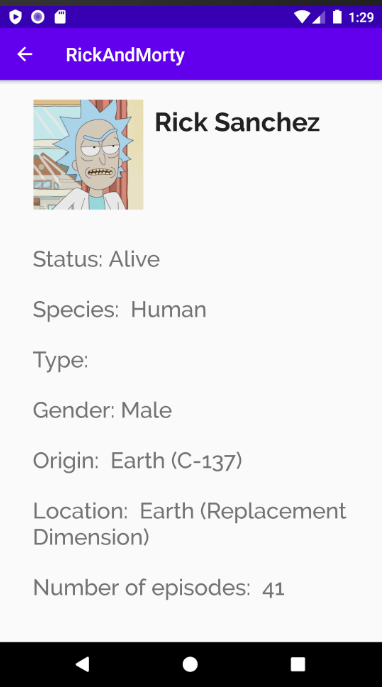 1:29
RickAndMorty
Rick Sanchez
Status: Alive
Species:  Human
Type:
Gender: Male
Origin:  Earth (C-137)
Location:  Earth (Replacement
Dimension)
Number of episodes:  41